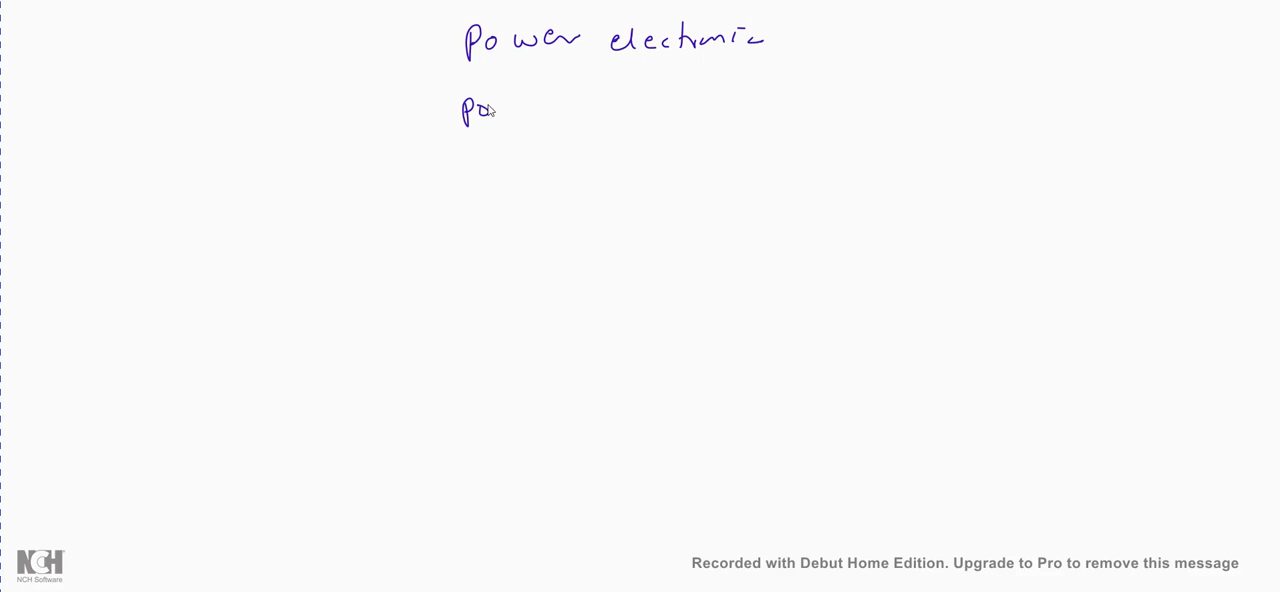 Power electronic
Po
NCH
NCH Software
Recorded with Debut Home Edition. Upgrade to Pro to remove this message